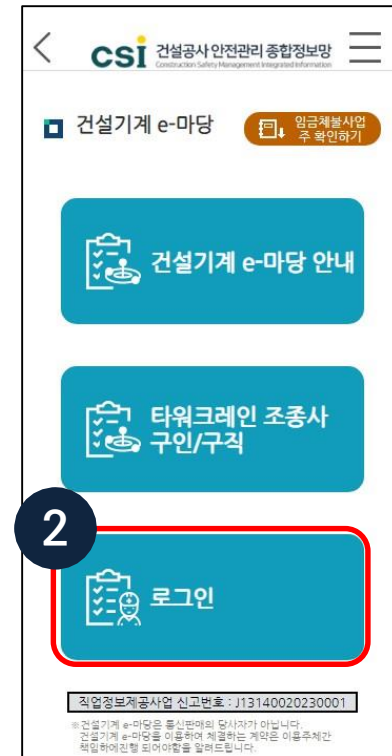 CSI 건설공사 안전관리 종합정보망
Construction Safety Management Integrated Information
건설기계 e-마당
임금체불사업
주 확인하기
건설기계 e-마당 안내
타워크레인 조종사
구인/구직
2
로그인
직업정보제공사업 신고번호 : J13140020230001
※건설기계 e-마당은 통신판매의 당사자가 아닙니다.
건설기계 e-마당을 이용하여 체결하는 계약은 이용주체간
책임하에진행 되어야함을 알려드립니다.